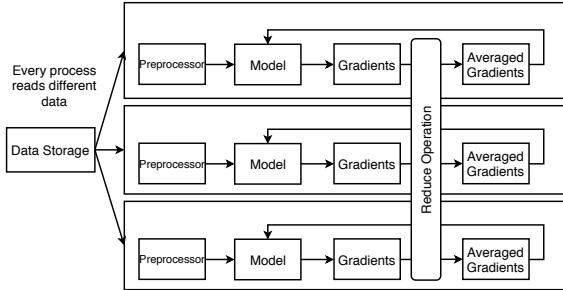 Every process
reads different
data
Data Storage
Preprocessor
Model
Gradients
Averaged
Gradients
Preprocessor
Model
Gradients
Averaged
Gradients
Preprocessor
Model
Gradients
Averaged
Gradients
Reduce Operation